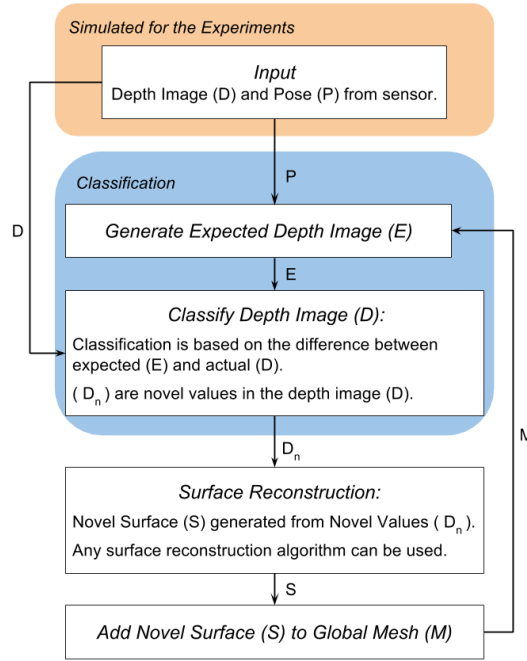 Simulated for the Experiments
Input
Depth Image (D) and Pose (P) from sensor.
P
Classification
D
Generate Expected Depth Image (E)
E
Classify Depth Image (D):
Classification is based on the difference between
expected (E) and actual (D).
( Dn ) are novel values in the depth image (D).
Dn
M
Surface Reconstruction:
Novel Surface (S) generated from Novel Values ( Dn ).
Any surface reconstruction algorithm can be used.
S
Add Novel Surface (S) to Global Mesh (M)